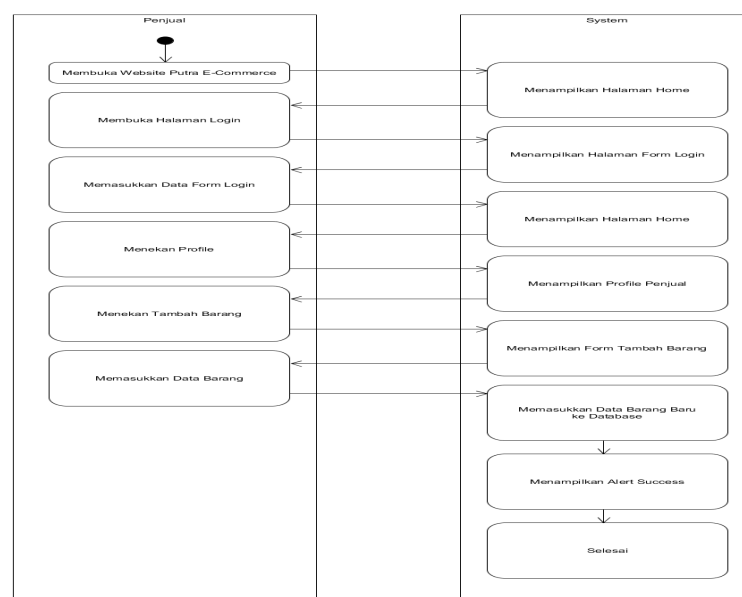 Penjual
System
Membuka Website Putra E-Commerce
Menampilkan Halaman Home
Membuka Halaman Login
Menampilkan Halaman Form Login
Memasukkan Data Form Login
Menampilkan Halaman Home
Menekan Profile
Menampilkan Profile Penjual
Menekan Tambah Barang
Menampilkan Form Tambah Barang
Memasukkan Data Barang
Memasukkan Data Barang Baru
ke Database
Menampilkan Alert Success
Selesai